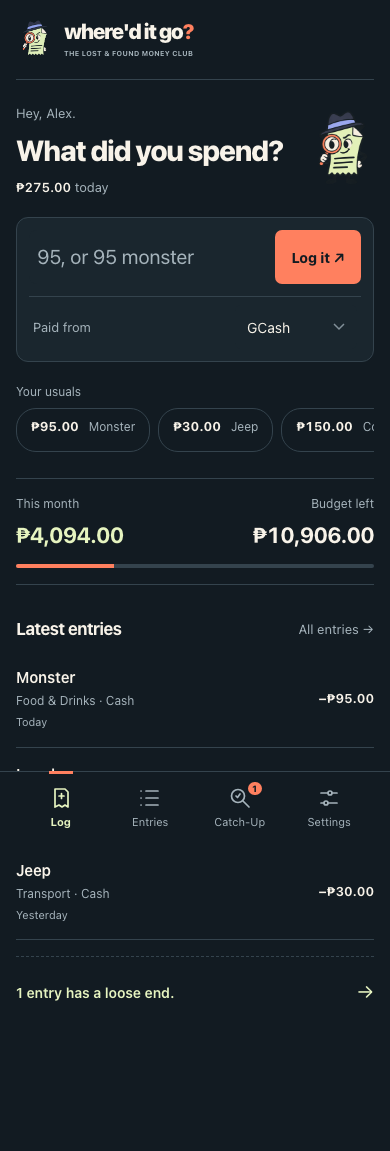 where'd it go?
THE LOST & FOUND MONEY CLUB
Hey, Alex.
What did you spend?
₱275.00 today
95, or 95 monster
Log it ↗
Paid from
GCash
Your usuals
₱95.00 Monster
₱30.00 Jeep
₱150.00
This month
Budget left
₱4,094.00
₱10,906.00
Latest entries
All entries →
Monster
Food & Drinks · Cash
−₱95.00
Today
1
Log
Entries
Catch-Up
Settings
Jeep
Transport · Cash
−₱30.00
Yesterday
1 entry has a loose end.
→